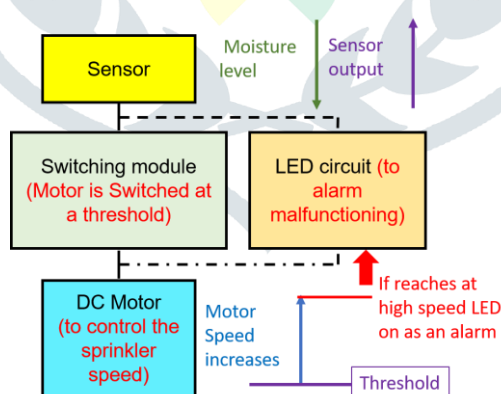 Sensor
Moisture
level
Sensor
output
Switching module
(Motor is Switched at
a threshold)
LED circuit (to
alarm
malfunctioning)
DC Motor
(to control the
sprinkler
speed)
Motor
Speed
increases
If reaches at
high speed LED
on as an alarm
Threshold